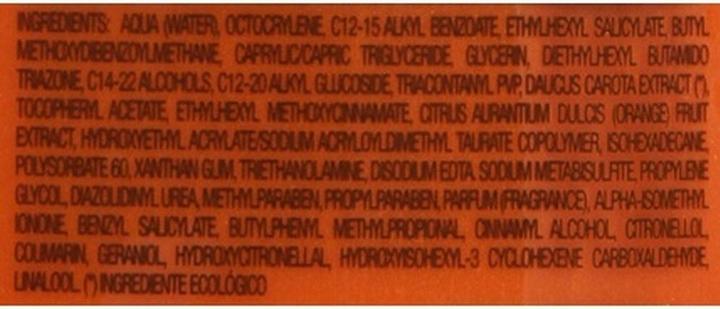 INGREDIENTS: AQUA (WATER), OCTOCRYLENE, C12-15 ALKYL BENZOATE, ETHYLHEXYL SALICYLATE, BUTYL
METHOXYDIBENZOYLMETHANE, CAPRYLIC/CAPRIC TRIGLYCERIDE, GLYCERIN, DIETHYLHEXYL BUTAMIDO
TRIAZONE, C14-22 ALCOHOLS, C12-20 ALKYL GLUCOSIDE, TRIACONTANYL PVP, DAUCUS CAROTA EXTRACT (*),
TOCOPHERYL ACETATE, ETHYLHEXYL METHOXYCINNAMATE, CITRUS AURANTIUM DULCIS (ORANGE) FRUIT
EXTRACT, HYDROXYETHYL ACRYLATE/SODIUM ACRYLOYLDIMETHYL TAURATE COPOLYMER, ISOHEXADECANE,
POLYSORBATE 60, XANTHAN GUM, TRIETHANOLAMINE, DISODIUM EDTA. SODIUM METABISULFITE, PROPYLENE
GLYCOL, DIAZOLIDINYL UREA, METHYLPARABEN, PROPYLPARABEN, PARFUM (FRAGRANCE), ALPHA-ISOMETHYL
IONONE, BENZYL SALICYLATE, BUTYLPHENYL METHYLPROPIONAL, CINNAMYL ALCOHOL, CITRONELLOL,
COUMARIN, GERANIOL, HYDROXYCITRONELLAL, HYDROXYISOHEXYL-3 CYCLOHEXENE CARBOXALDEHYDE,
LINALOOL. (*) INGREDIENTE ECOLÓGICO